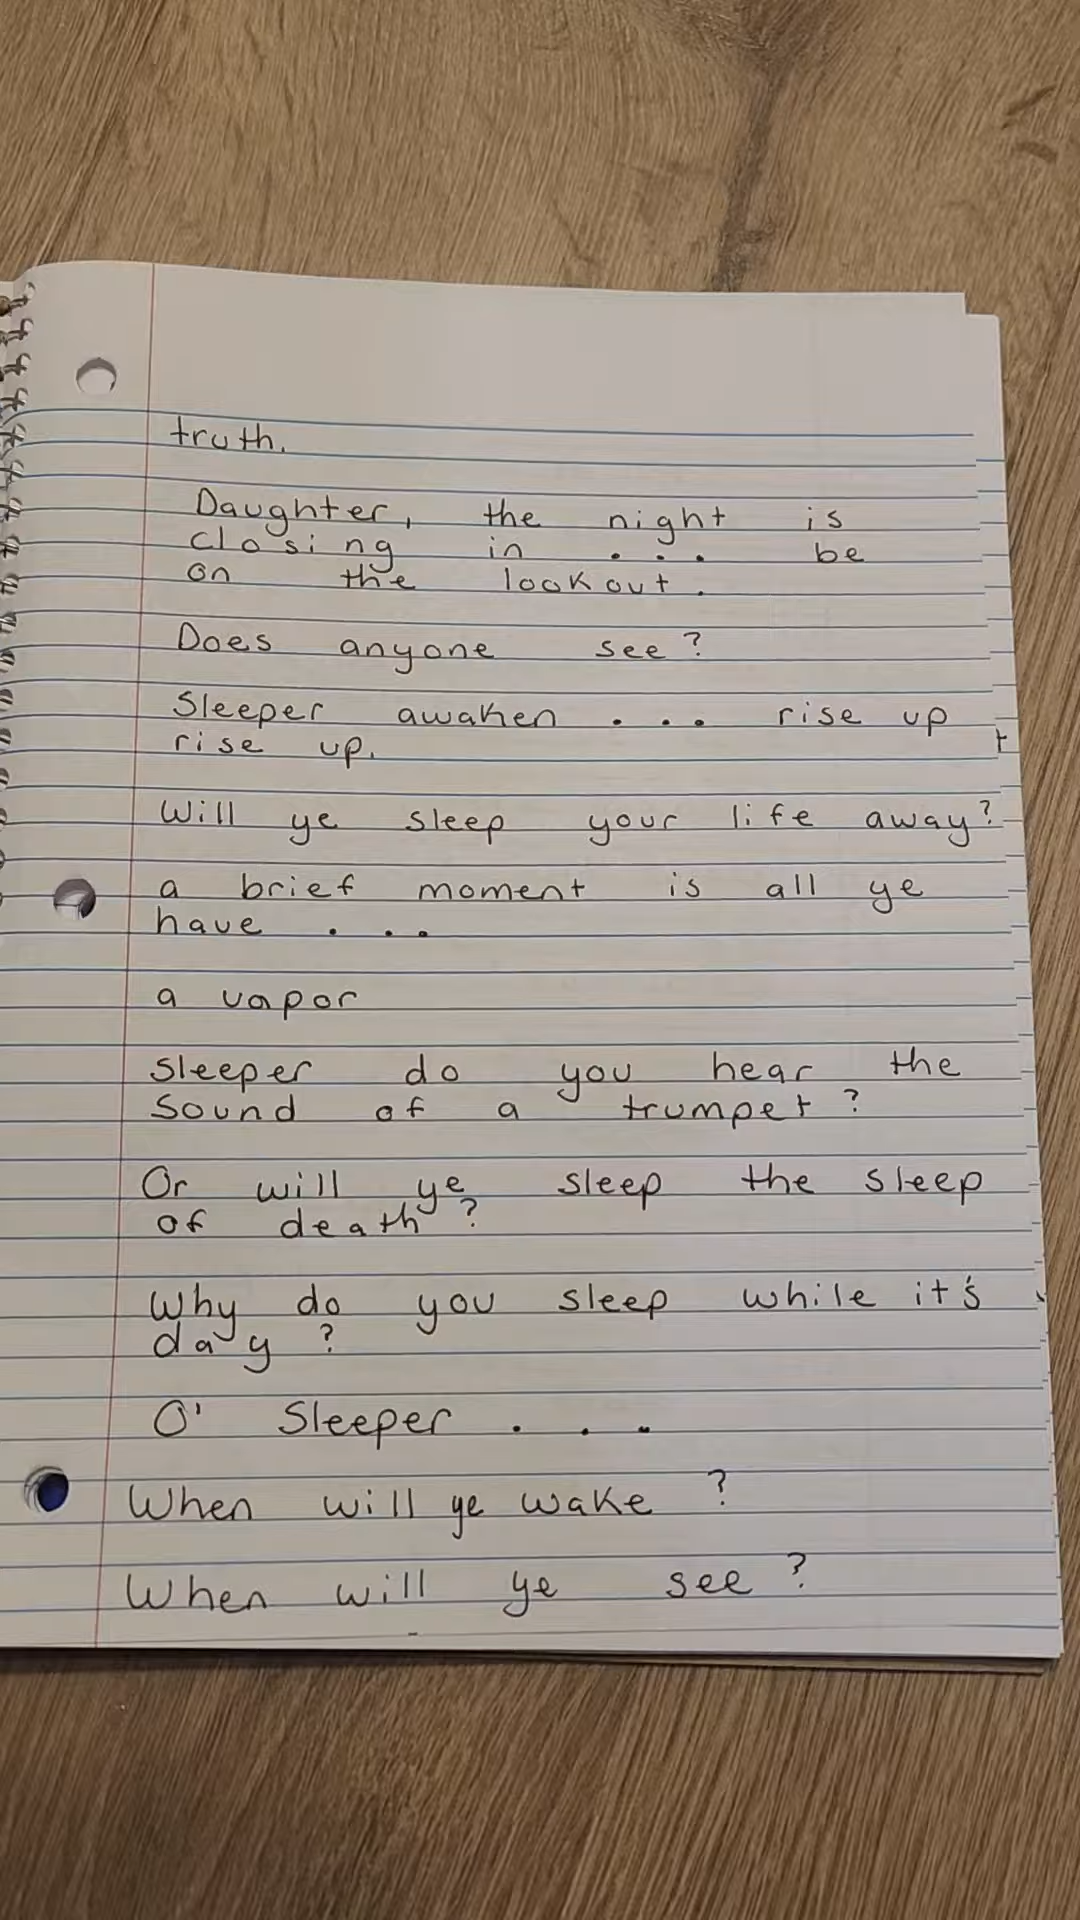 truth.
Daughter, the night is
closing in . . . be
on the lookout.
Does anyone see?
Sleeper awaken . . . rise up
rise up.
Will ye sleep your life away?
a brief moment is all ye
have . . .
a vapor
Sleeper do you hear the
sound of a trumpet?
Or will ye sleep the sleep
of death?
Why do you sleep while it's
day?
O' Sleeper . . .
When will ye wake?
When will ye see?